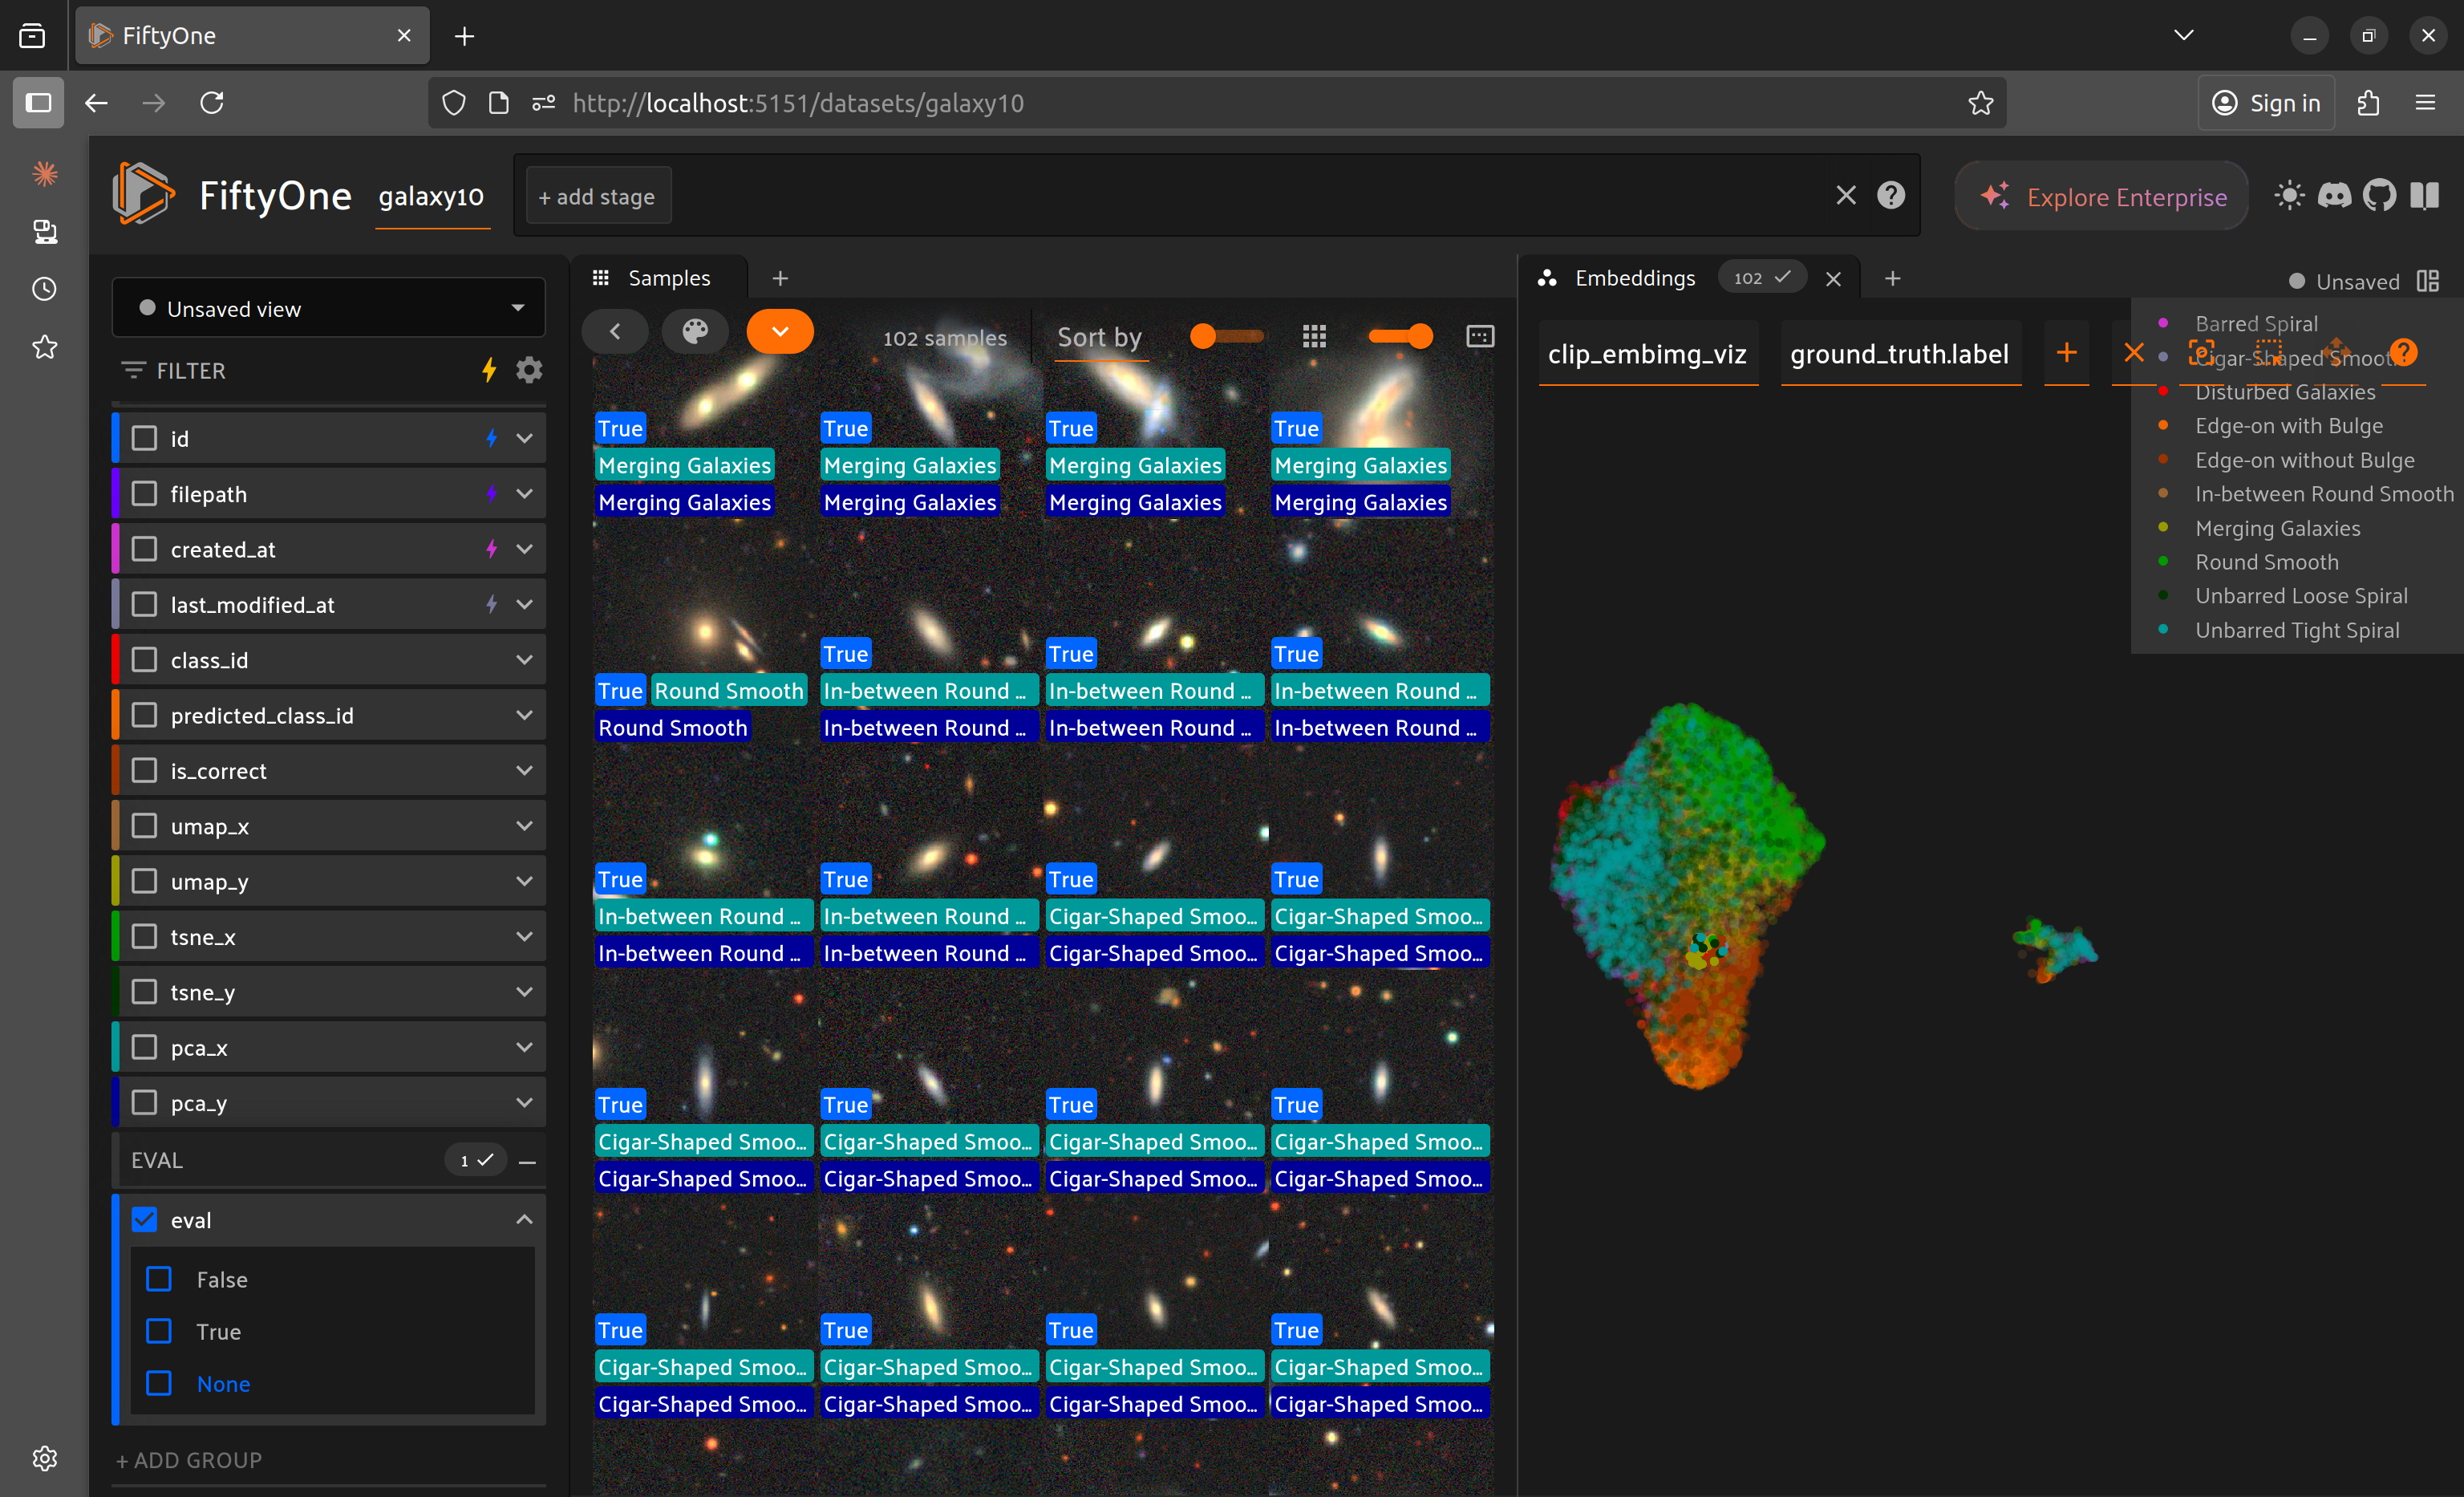 FiftyOne
http://localhost:5151/datasets/galaxy10
Sign in
FiftyOne
galaxy10
+ add stage
Explore Enterprise
Unsaved view
FILTER
id
filepath
created_at
last_modified_at
class_id
predicted_class_id
is_correct
umap_x
umap_y
tsne_x
tsne_y
pca_x
pca_y
EVAL
1
eval
False
True
None
+ ADD GROUP
Samples
102 samples
Sort by
True True True True
Merging Galaxies Merging Galaxies Merging Galaxies Merging Galaxies
Merging Galaxies Merging Galaxies Merging Galaxies Merging Galaxies
True True True
True Round Smooth In-between Round ... In-between Round ... In-between Round ...
Round Smooth In-between Round ... In-between Round ... In-between Round ...
True True True True
In-between Round ... In-between Round ... Cigar-Shaped Smoo... Cigar-Shaped Smoo...
In-between Round ... In-between Round ... Cigar-Shaped Smoo... Cigar-Shaped Smoo...
True True True True
Cigar-Shaped Smoo... Cigar-Shaped Smoo... Cigar-Shaped Smoo... Cigar-Shaped Smoo...
Cigar-Shaped Smoo... Cigar-Shaped Smoo... Cigar-Shaped Smoo... Cigar-Shaped Smoo...
True True True True
Cigar-Shaped Smoo... Cigar-Shaped Smoo... Cigar-Shaped Smoo... Cigar-Shaped Smoo...
Cigar-Shaped Smoo... Cigar-Shaped Smoo... Cigar-Shaped Smoo... Cigar-Shaped Smoo...
Embeddings
102
Unsaved
clip_embimg_viz
ground_truth.label
Barred Spiral
Cigar-Shaped Smooth
Disturbed Galaxies
Edge-on with Bulge
Edge-on without Bulge
In-between Round Smooth
Merging Galaxies
Round Smooth
Unbarred Loose Spiral
Unbarred Tight Spiral